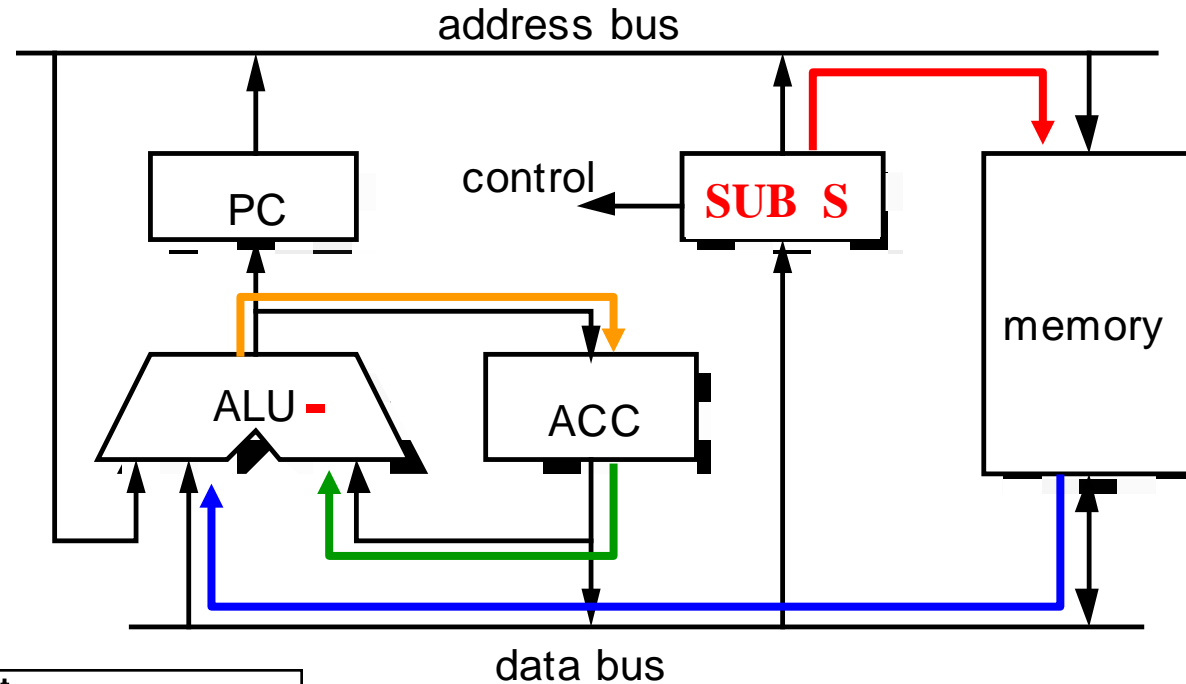 address bus
control
PC
SUB S
memory
ALU -
ACC
data bus